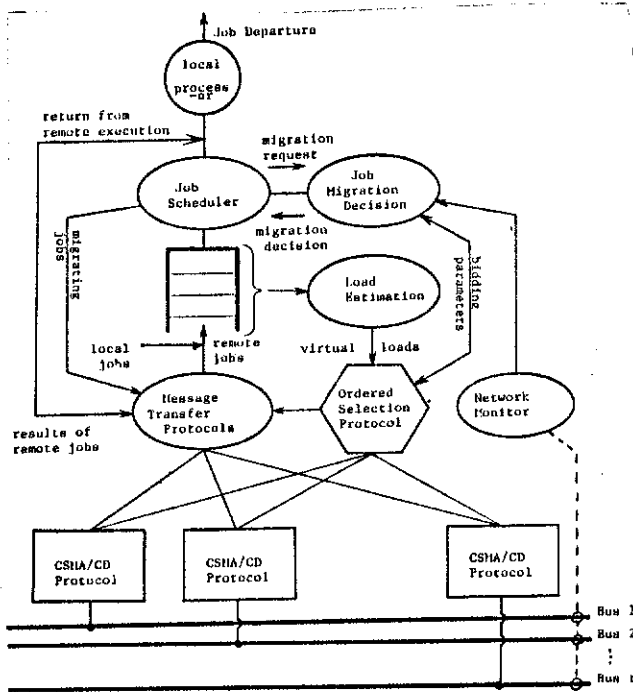 Job Departure
local
process
-or
return from
remote execution
migration
request
Job
Scheduler
Job
Migration
Decision
migration
decision
migrating
jobs
bidding
parameters
Load
Estimation
local
jobs
remote
jobs
virtual loads
Message
Transfer
Protocols
Ordered
Selection
Protocol
Network
Monitor
results of
remote jobs
CSMA/CD
Protocol
CSMA/CD
Protocol
CSMA/CD
Protocol
Bus 1
Bus 2
Bus